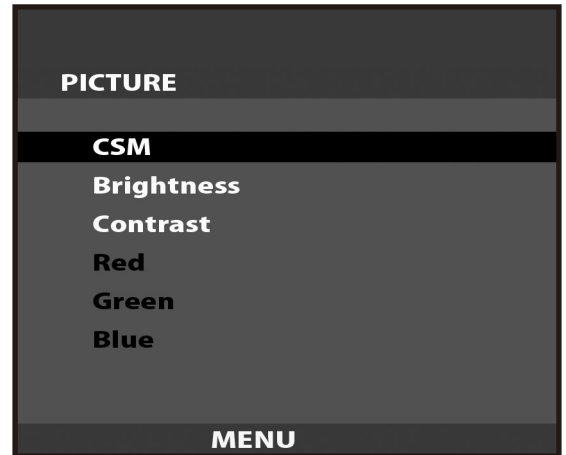 PICTURE
CSM
Brightness
Contrast
Red
Green
Blue
MENU